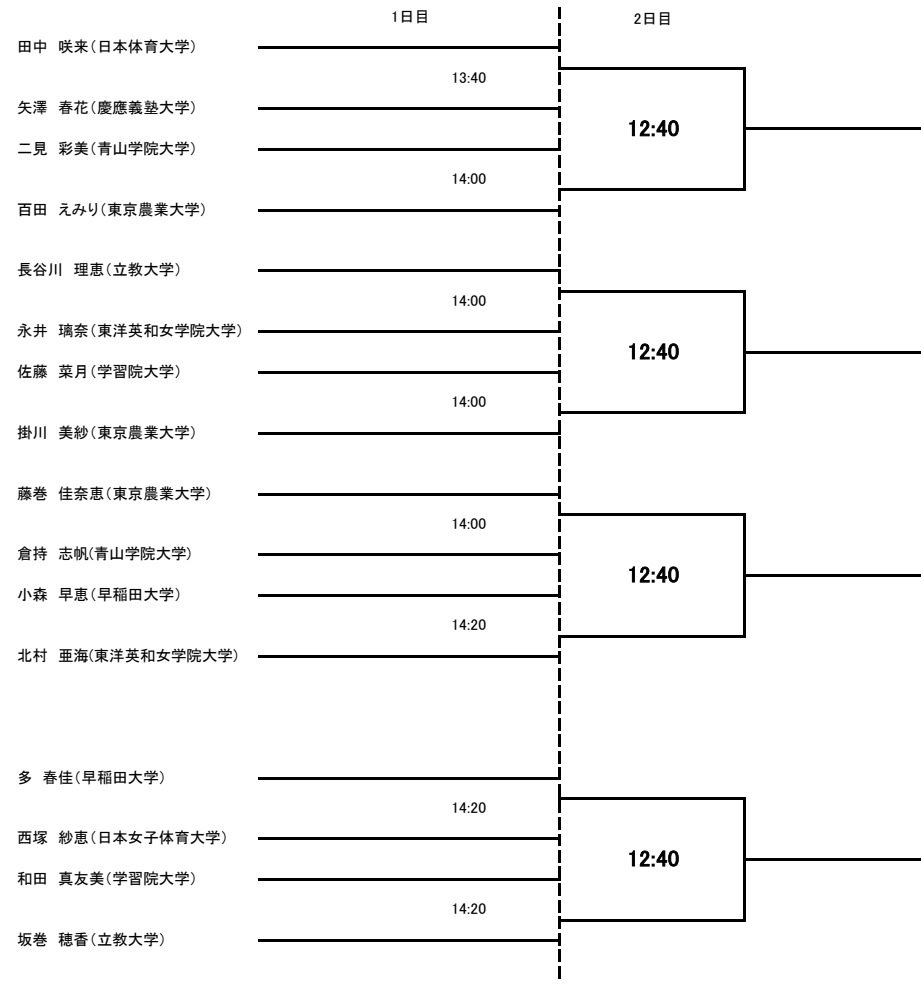 1日目 2日目
田中　咲来(日本体育大学)
13:40
矢澤　春花(慶應義塾大学)
12:40
二見　彩美(青山学院大学)
14:00
百田　えみり(東京農業大学)
長谷川　理恵(立教大学)
14:00
永井　璃奈(東洋英和女学院大学)
12:40
佐藤　菜月(学習院大学)
14:00
掛川　美紗(東京農業大学)
藤巻　佳奈恵(東京農業大学)
14:00
倉持　志帆(青山学院大学)
12:40
小森　早恵(早稲田大学)
14:20
北村　亜海(東洋英和女学院大学)
多　春佳(早稲田大学)
14:20
西塚　紗恵(日本女子体育大学)
12:40
和田　真友美(学習院大学)
14:20
坂巻　穂香(立教大学)